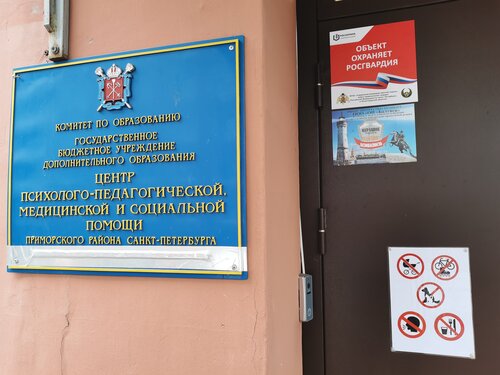 КОМИТЕТ ПО ОБРАЗОВАНИЮ
ГОСУДАРСТВЕННОЕ
БЮДЖЕТНОЕ УЧРЕЖДЕНИЕ
ДОПОЛНИТЕЛЬНОГО ОБРАЗОВАНИЯ
ЦЕНТР
ПСИХОЛОГО-ПЕДАГОГИЧЕСКОЙ,
МЕДИЦИНСКОЙ И СОЦИАЛЬНОЙ
ПОМОЩИ
ПРИМОРСКОГО РАЙОНА САНКТ-ПЕТЕРБУРГА
РОСГВАРДИЯ
ОБЪЕКТ
ОХРАНЯЕТ
РОСГВАРДИЯ